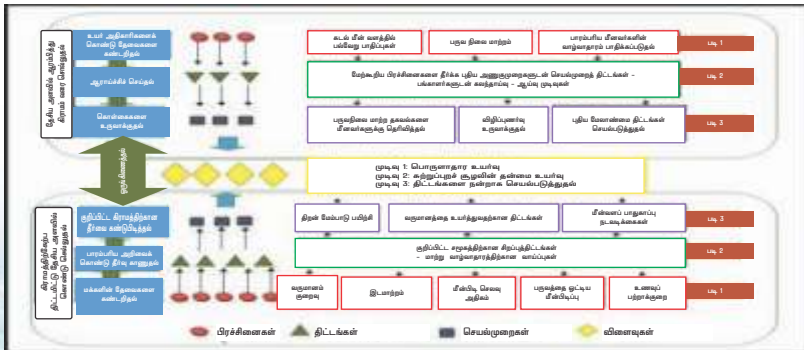 தேசிய அளவில் ஆரம்பித்து
கிராமம் வரை செல்லுதல்
உயர் அதிகாரிகளைக்
கொண்டு தேவைகளை
கண்டறிதல்
ஆராய்ச்சி செய்தல்
கொள்கைகளை
உருவாக்குதல்
கடல் மீன் வளத்தில்
பல்வேறு பாதிப்புகள்
பருவ நிலை மாற்றம்
பாரம்பரிய மீனவர்களின்
வாழ்வாதாரம் பாதிக்கப்படுதல்
படி 1
மேற்கூறிய பிரச்சினைகளை தீர்க்க புதிய அணுகுமுறைகளுடன் செயல்முறைத் திட்டங்கள் -
பங்காளர்களுடன் கலந்தாய்வு - ஆய்வு முடிவுகள்
படி 2
பருவநிலை மாற்ற தகவல்களை
மீனவர்களுக்கு தெரிவித்தல்
விழிப்புணர்வு
உருவாக்குதல்
புதிய மேலாண்மை திட்டங்கள்
செயல்படுத்துதல்
படி 3
ஒருங்கிணைத்தல்
முடிவு 1: பொருளாதார உயர்வு
முடிவு 2: சுற்றுப்புறச் சூழலின் தன்மை உயர்வு
முடிவு 3: திட்டங்களை நன்றாக செயல்படுத்துதல்
கிராமத்திற்கேற்ப
திட்டமிட்டு தேசிய அளவில்
கொண்டு செல்லுதல்
குறிப்பிட்ட கிராமத்திற்கான
தீர்வை கண்டுபிடித்தல்
பாரம்பரிய அறிவைக்
கொண்டு தீர்வு காணுதல்
மக்களின் தேவைகளை
கண்டறிதல்
திறன் மேம்பாடு பயிற்சி
வருமானத்தை உயர்த்துவதற்கான திட்டங்கள்
மீன்வளப் பாதுகாப்பு
நடவடிக்கைகள்
படி 3
குறிப்பிட்ட சமூகத்திற்கான சிறப்புத்திட்டங்கள்
- மாற்று வாழ்வாதாரத்திற்கான வாய்ப்புகள்
படி 2
வருமானம்
குறைவு
இடமாற்றம்
மீன்பிடி செலவு
அதிகம்
பருவத்தை ஒட்டிய
மீன்பிடிப்பு
உணவுப்
பற்றாக்குறை
படி 1
பிரச்சினைகள்
திட்டங்கள்
செயல்முறைகள்
விளைவுகள்